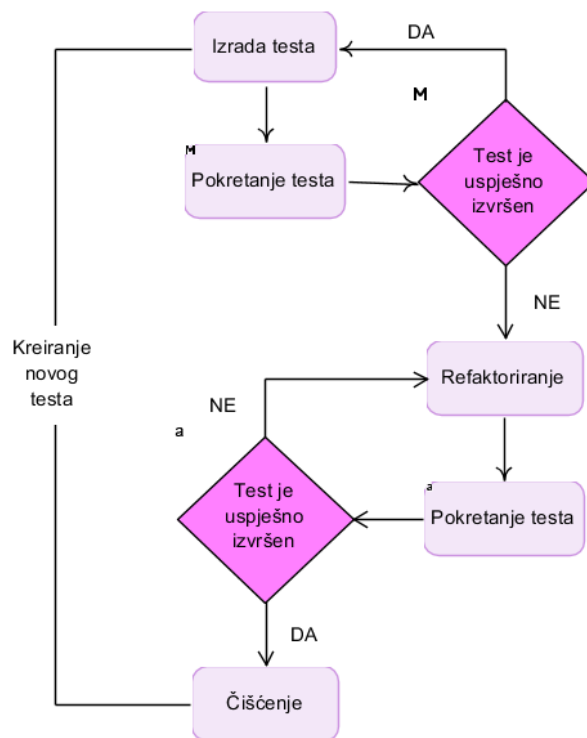 DA
Izrada testa
M
M
Pokretanje testa
Test je
uspješno
izvršen
NE
Kreiranje
novog
testa
Refaktoriranje
NE
a
a
Test je
uspješno
izvršen
Pokretanje testa
DA
Čišćenje